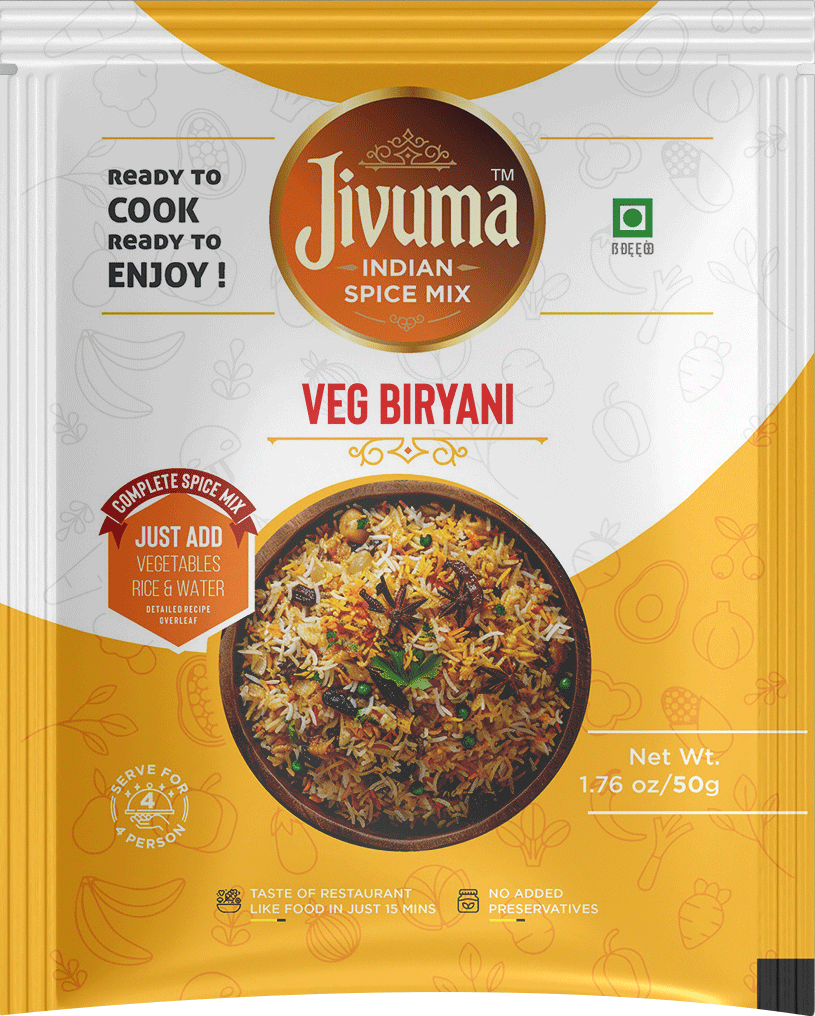 READY TO
COOK
READY TO
ENJOY !
Jivuma TM
INDIAN
SPICE MIX
VEG BIRYANI
COMPLETE SPICE MIX
JUST ADD
VEGETABLES
RICE & WATER
DETAILED RECIPE
OVERLEAF
Net Wt.
1.76 oz/50g
SERVE FOR
4
4 PERSON
TASTE OF RESTAURANT
LIKE FOOD IN JUST 15 MINS
NO ADDED
PRESERVATIVES